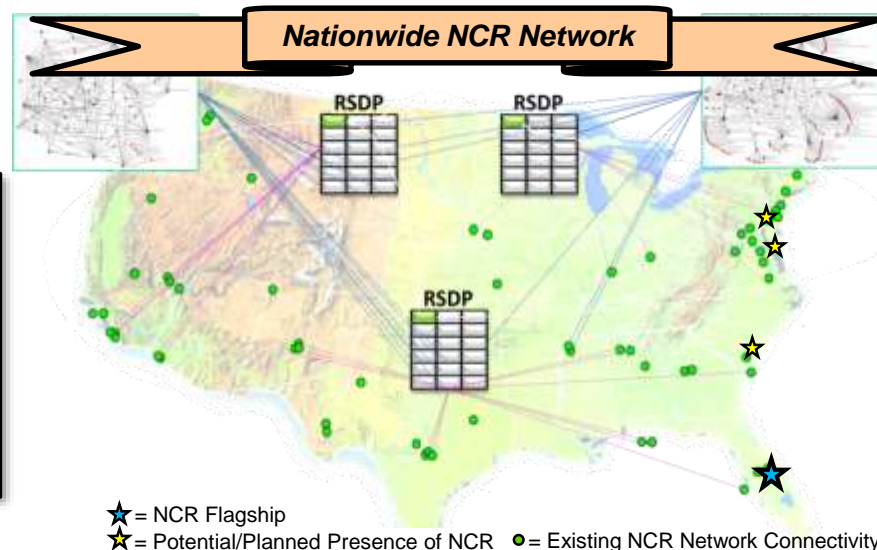 Nationwide NCR Network
RSDP
RSDP
RSDP
= NCR Flagship
= Potential/Planned Presence of NCR
= Existing NCR Network Connectivity